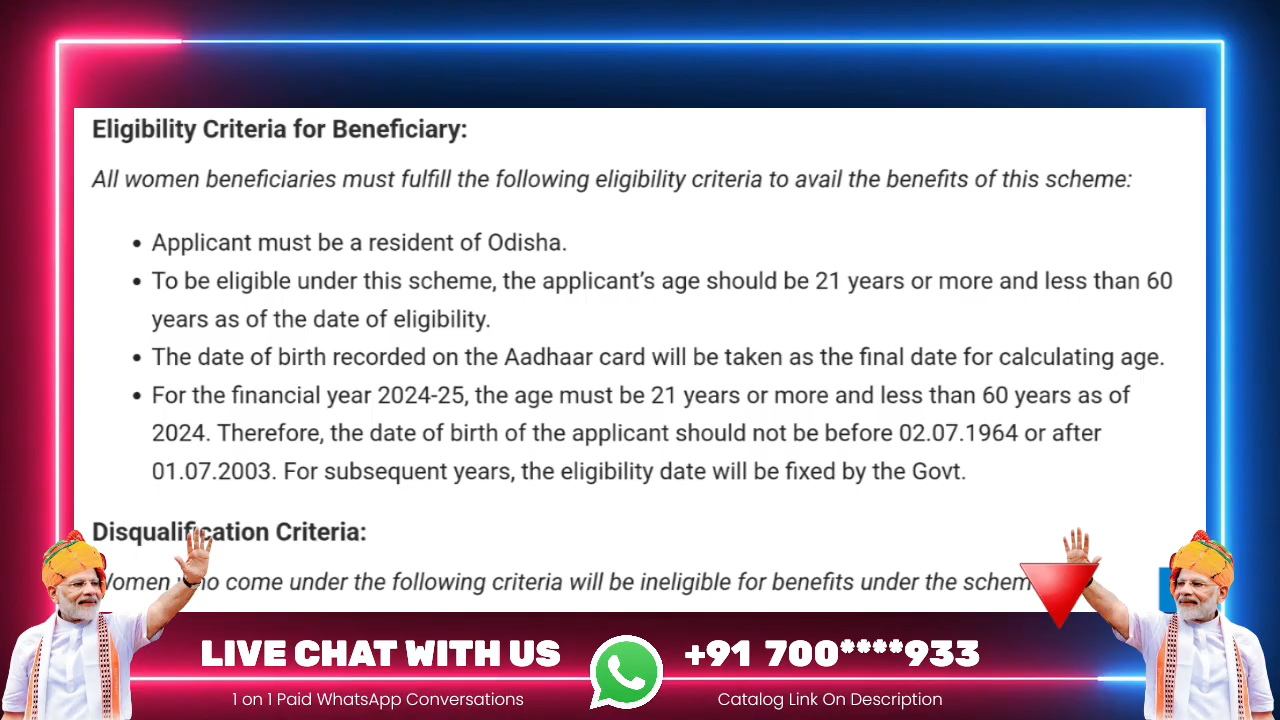 Eligibility Criteria for Beneficiary:
All women beneficiaries must fulfill the following eligibility criteria to avail the benefits of this scheme:
• Applicant must be a resident of Odisha.
• To be eligible under this scheme, the applicant's age should be 21 years or more and less than 60
years as of the date of eligibility.
• The date of birth recorded on the Aadhaar card will be taken as the final date for calculating age.
• For the financial year 2024-25, the age must be 21 years or more and less than 60 years as of
2024. Therefore, the date of birth of the applicant should not be before 02.07.1964 or after
01.07.2003. For subsequent years, the eligibility date will be fixed by the Govt.
Disqualification Criteria:
Women who come under the following criteria will be ineligible for benefits under the schem
LIVE CHAT WITH US
+91 700****933
1 on 1 Paid WhatsApp Conversations
Catalog Link On Description